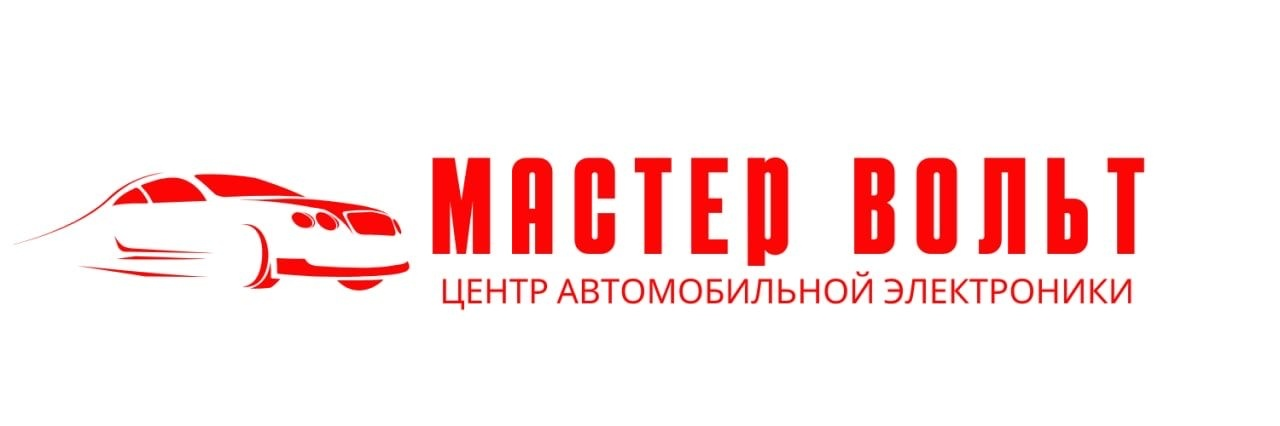 МАСТЕР ВОЛЬТ
ЦЕНТР АВТОМОБИЛЬНОЙ ЭЛЕКТРОНИКИ